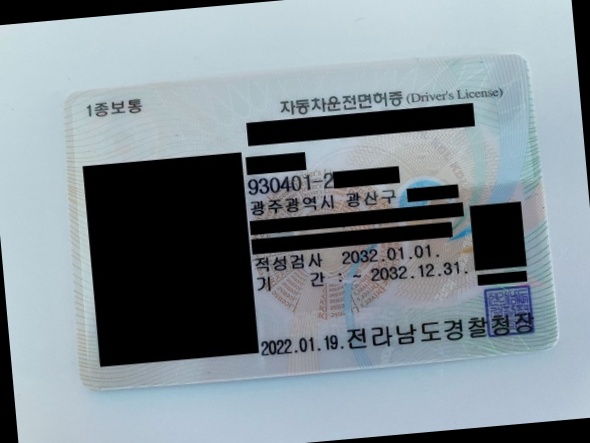 1종보통
자동차운전면허증 (Driver's License)
930401-2
광주광역시 광산구
적성검사 2032.01.01.
기 간 : ~ 2032.12.31.
2022.01.19. 전라남도경찰청장